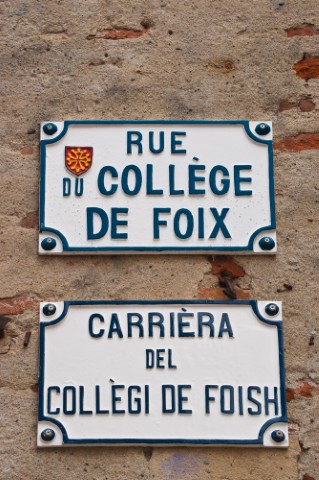 RUE
DU COLLÈGE
DE FOIX
CARRIÈRA
DEL
COLLÈGI DE FOISH